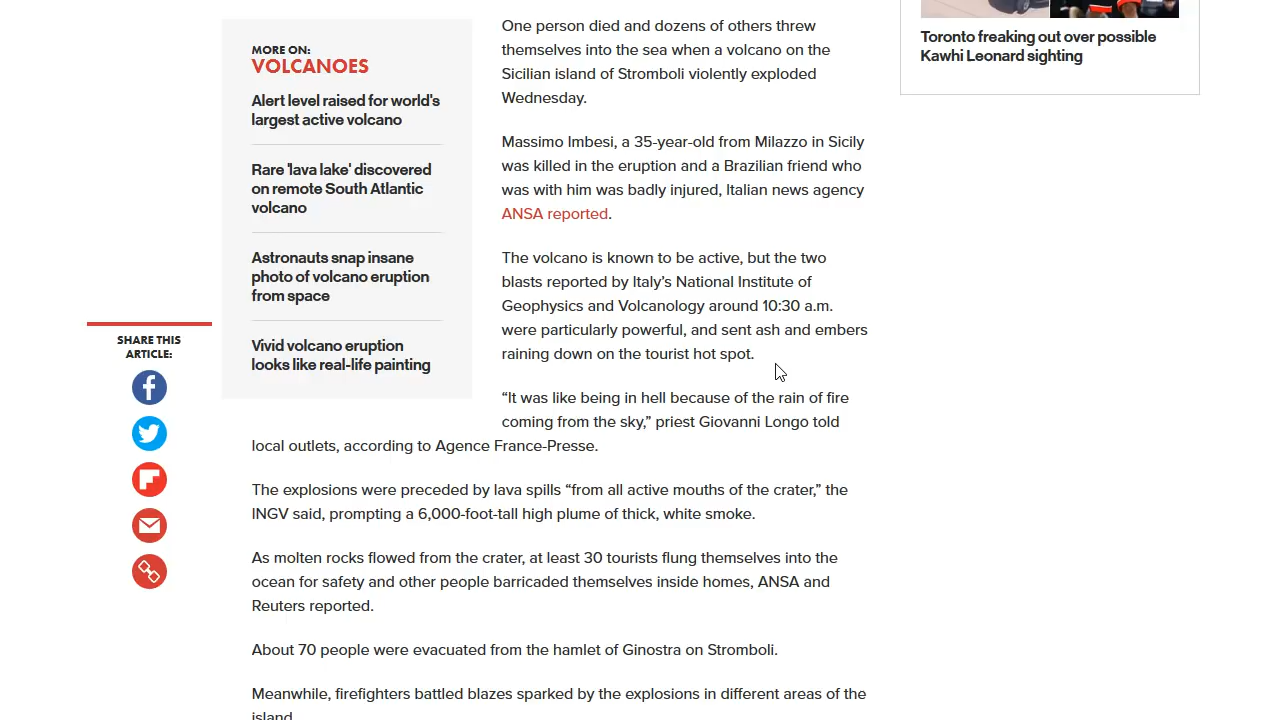 MORE ON:
VOLCANOES
Alert level raised for world's
largest active volcano
Rare 'lava lake' discovered
on remote South Atlantic
volcano
Astronauts snap insane
photo of volcano eruption
from space
Vivid volcano eruption
looks like real-life painting
SHARE THIS
ARTICLE:
One person died and dozens of others threw
themselves into the sea when a volcano on the
Sicilian island of Stromboli violently exploded
Wednesday.
Massimo Imbesi, a 35-year-old from Milazzo in Sicily
was killed in the eruption and a Brazilian friend who
was with him was badly injured, Italian news agency
ANSA reported.
The volcano is known to be active, but the two
blasts reported by Italy’s National Institute of
Geophysics and Volcanology around 10:30 a.m.
were particularly powerful, and sent ash and embers
raining down on the tourist hot spot.
“It was like being in hell because of the rain of fire
coming from the sky,” priest Giovanni Longo told
local outlets, according to Agence France-Presse.
The explosions were preceded by lava spills “from all active mouths of the crater,” the
INGV said, prompting a 6,000-foot-tall high plume of thick, white smoke.
As molten rocks flowed from the crater, at least 30 tourists flung themselves into the
ocean for safety and other people barricaded themselves inside homes, ANSA and
Reuters reported.
About 70 people were evacuated from the hamlet of Ginostra on Stromboli.
Meanwhile, firefighters battled blazes sparked by the explosions in different areas of the
island.
Toronto freaking out over possible
Kawhi Leonard sighting